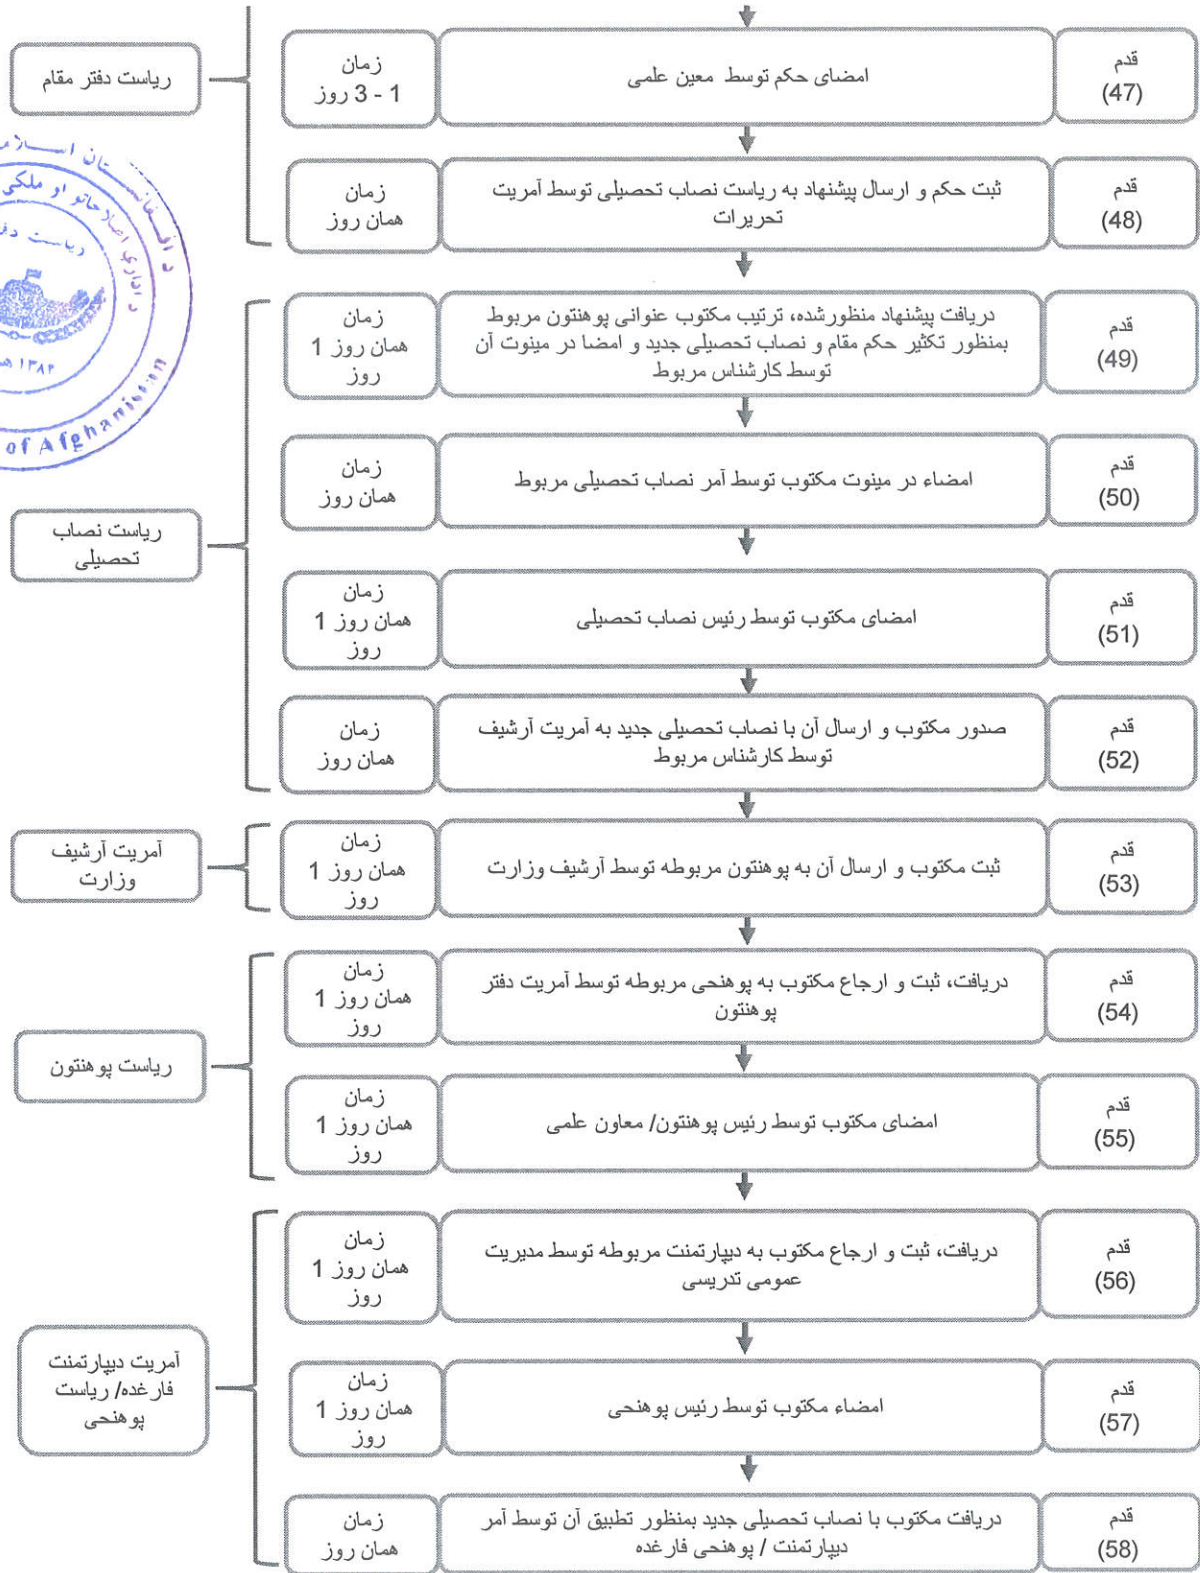 قدم
(47)
امضای حکم توسط معین علمی
زمان
1 - 3 روز
ریاست دفتر مقام
قدم
(48)
ثبت حکم و ارسال پیشنهاد به ریاست نصاب تحصیلی توسط آمریت
تحریرات
زمان
همان روز
د افغانستان اسلا
د اداری اصلاحاتو او ملکی
ریاست دف
۱۳۸۲ ه
of Afghanistan
قدم
(49)
دریافت پیشنهاد منظورشده، ترتیب مکتوب عنوانی پوهنتون مربوط
بمنظور تکثیر حکم مقام و نصاب تحصیلی جدید و امضا در مینوت آن
توسط کارشناس مربوط
زمان
همان روز 1
روز
قدم
(50)
امضاء در مینوت مکتوب توسط آمر نصاب تحصیلی مربوط
زمان
همان روز
ریاست نصاب
تحصیلی
قدم
(51)
امضای مکتوب توسط رئیس نصاب تحصیلی
زمان
همان روز 1
روز
قدم
(52)
صدور مکتوب و ارسال آن با نصاب تحصیلی جدید به آمریت آرشیف
توسط کارشناس مربوط
زمان
همان روز
قدم
(53)
ثبت مکتوب و ارسال آن به پوهنتون مربوطه توسط آرشیف وزارت
زمان
همان روز 1
روز
آمریت آرشیف
وزارت
قدم
(54)
دریافت، ثبت و ارجاع مکتوب به پوهنحی مربوطه توسط آمریت دفتر
پوهنتون
زمان
همان روز 1
روز
ریاست پوهنتون
قدم
(55)
امضای مکتوب توسط رئیس پوهنتون/ معاون علمی
زمان
همان روز 1
روز
قدم
(56)
دریافت، ثبت و ارجاع مکتوب به دیپارتمنت مربوطه توسط مدیریت
عمومی تدریسی
زمان
همان روز 1
روز
آمریت دیپارتمنت
فارغده/ ریاست
پوهنحی
قدم
(57)
امضاء مکتوب توسط رئیس پوهنحی
زمان
همان روز 1
روز
قدم
(58)
دریافت مکتوب با نصاب تحصیلی جدید بمنظور تطبیق آن توسط آمر
دیپارتمنت / پوهنحی فارغده
زمان
همان روز